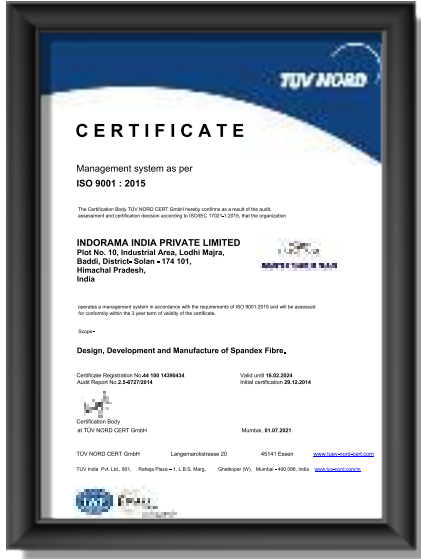 TÜV NORD
CERTIFICATE
Management system as per
ISO 9001 : 2015
The Certification Body TÜV NORD CERT GmbH hereby confirms as a result of the audit,
assessment and certification decision according to ISO/IEC 17021-1:2015, that the organization
INDORAMA INDIA PRIVATE LIMITED
Plot No. 10, Industrial Area, Lodhi Majra,
Baddi, District- Solan - 174 101,
Himachal Pradesh,
India
operates a management system in accordance with the requirements of ISO 9001:2015 and will be assessed
for conformity within the 3 year term of validity of the certificate.
Scope-
Design, Development and Manufacture of Spandex Fibre.
Certificate Registration No.44 100 14390434 Valid until 16.02.2024
Audit Report No.2.5-6727/2014 Initial certification 29.12.2014
Certification Body
at TÜV NORD CERT GmbH Mumbai, 01.07.2021
TÜV NORD CERT GmbH Langemarckstrasse 20 45141 Essen www.tuev-nord-cert.com
TÜV India Pvt. Ltd., 801, Raheja Plaza - 1, L.B.S. Marg, Ghatkopar (W), Mumbai - 400 086, India www.tuv-nord.com/in